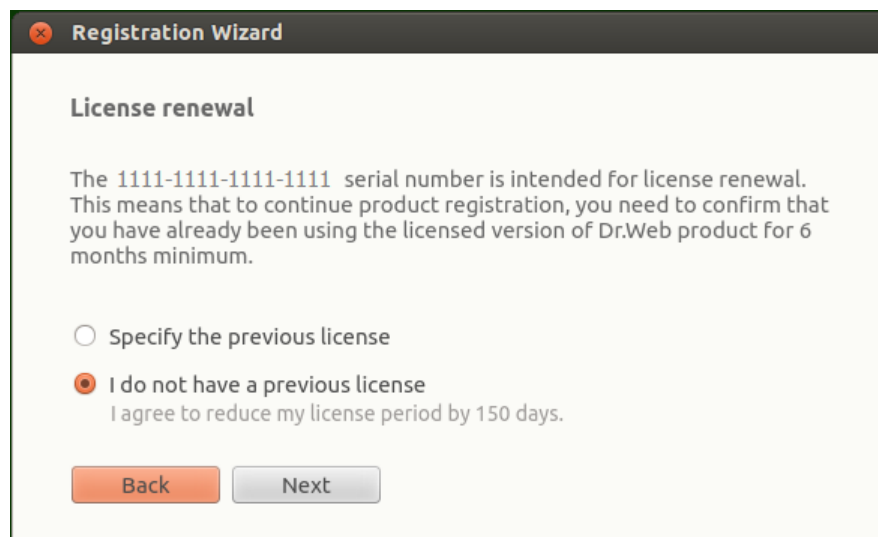 Registration Wizard
License renewal
The 1111-1111-1111-1111 serial number is intended for license renewal.
This means that to continue product registration, you need to confirm that
you have already been using the licensed version of Dr.Web product for 6
months minimum.
Specify the previous license
I do not have a previous license
I agree to reduce my license period by 150 days.
Back Next